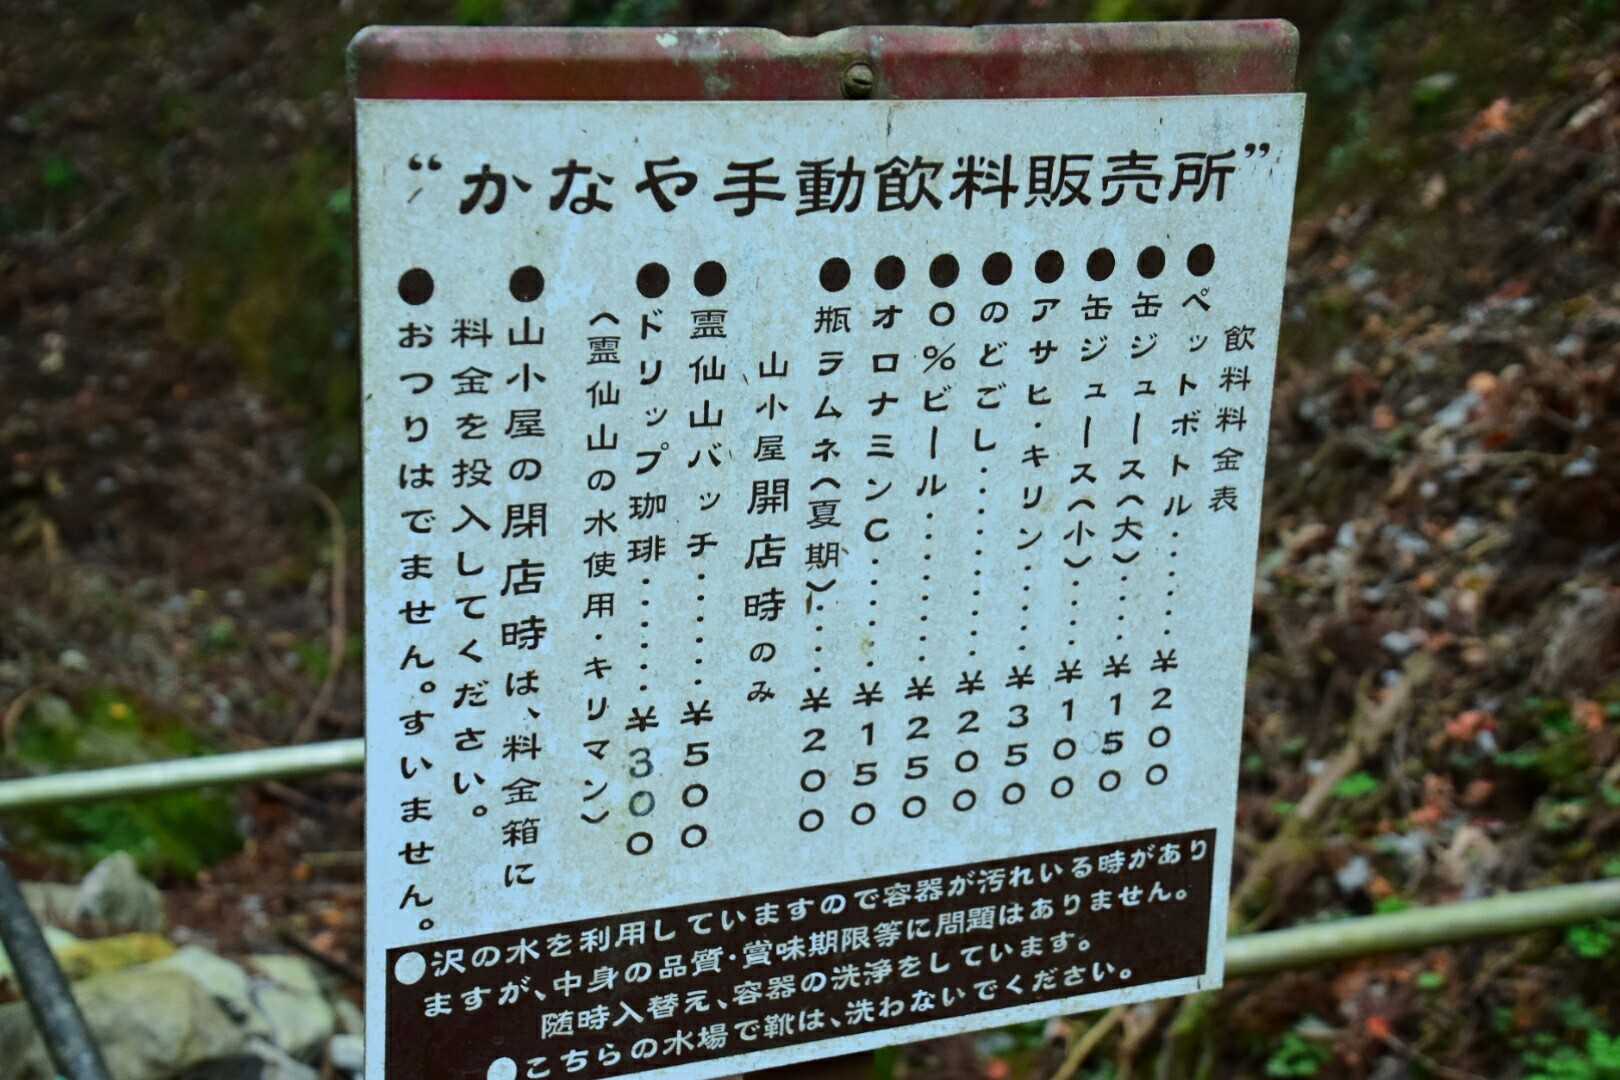 “かなや手動飲料販売所”
飲料料金表
●ペットボトル・・・・・・¥200
●缶ジュース(大)・・・・・¥150
●缶ジュース(小)・・・・¥100
●アサヒ・キリン・・・・・¥350
●のどごし・・・・・・・・¥200
●0%ビール・・・・・・・¥250
●オロナミンC・・・・・¥150
●瓶ラムネ(夏期)・・・・¥200
山小屋開店時のみ
●霊仙山バッチ・・・・・¥500
●ドリップ珈琲・・・・・・¥300
(霊仙山の水使用・キリマン)
●山小屋の閉店時は、料金箱に
料金を投入してください。
●おつりはでません。すいません。
●沢の水を利用していますので容器が汚れいる時があり
ますが、中身の品質・賞味期限等に問題はありません。
随時入替え、容器の洗浄をしています。
●こちらの水場で靴は、洗わないでください。